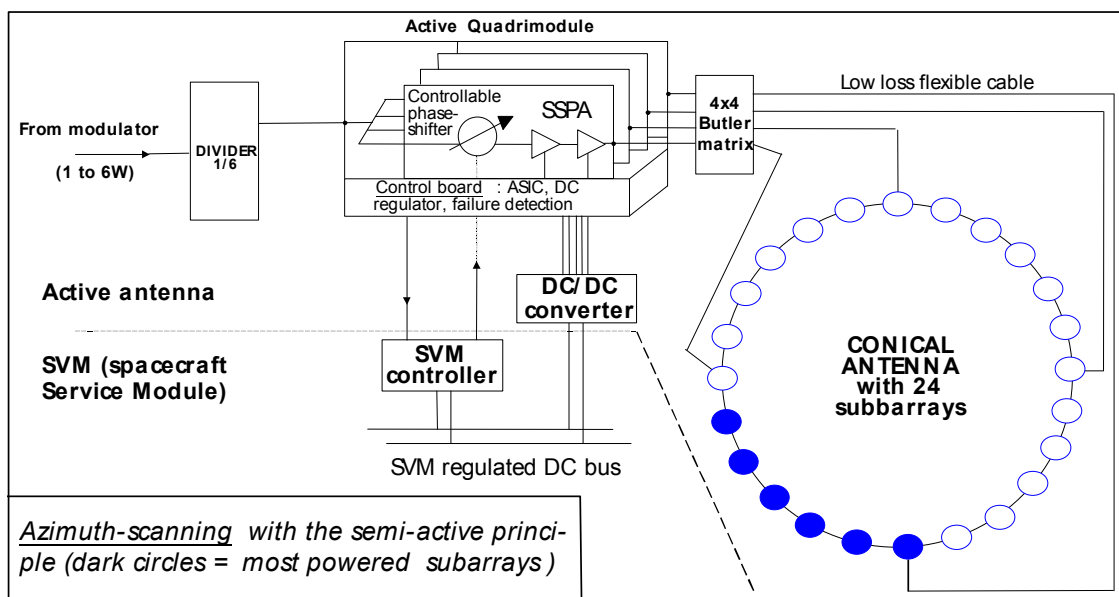 Active Quadrimodule
Low loss flexible cable
Controllable
phase-
shifter
SSPA
4x4
Butler
matrix
From modulator
(1 to 6W)
DIVIDER
1/6
Control board : ASIC, DC
regulator, failure detection
DC/DC
converter
Active antenna
SVM (spacecraft
Service Module)
SVM
controller
CONICAL
ANTENNA
with 24
subbarrays
SVM regulated DC bus
Azimuth-scanning with the semi-active princi-
ple (dark circles = most powered subarrays )